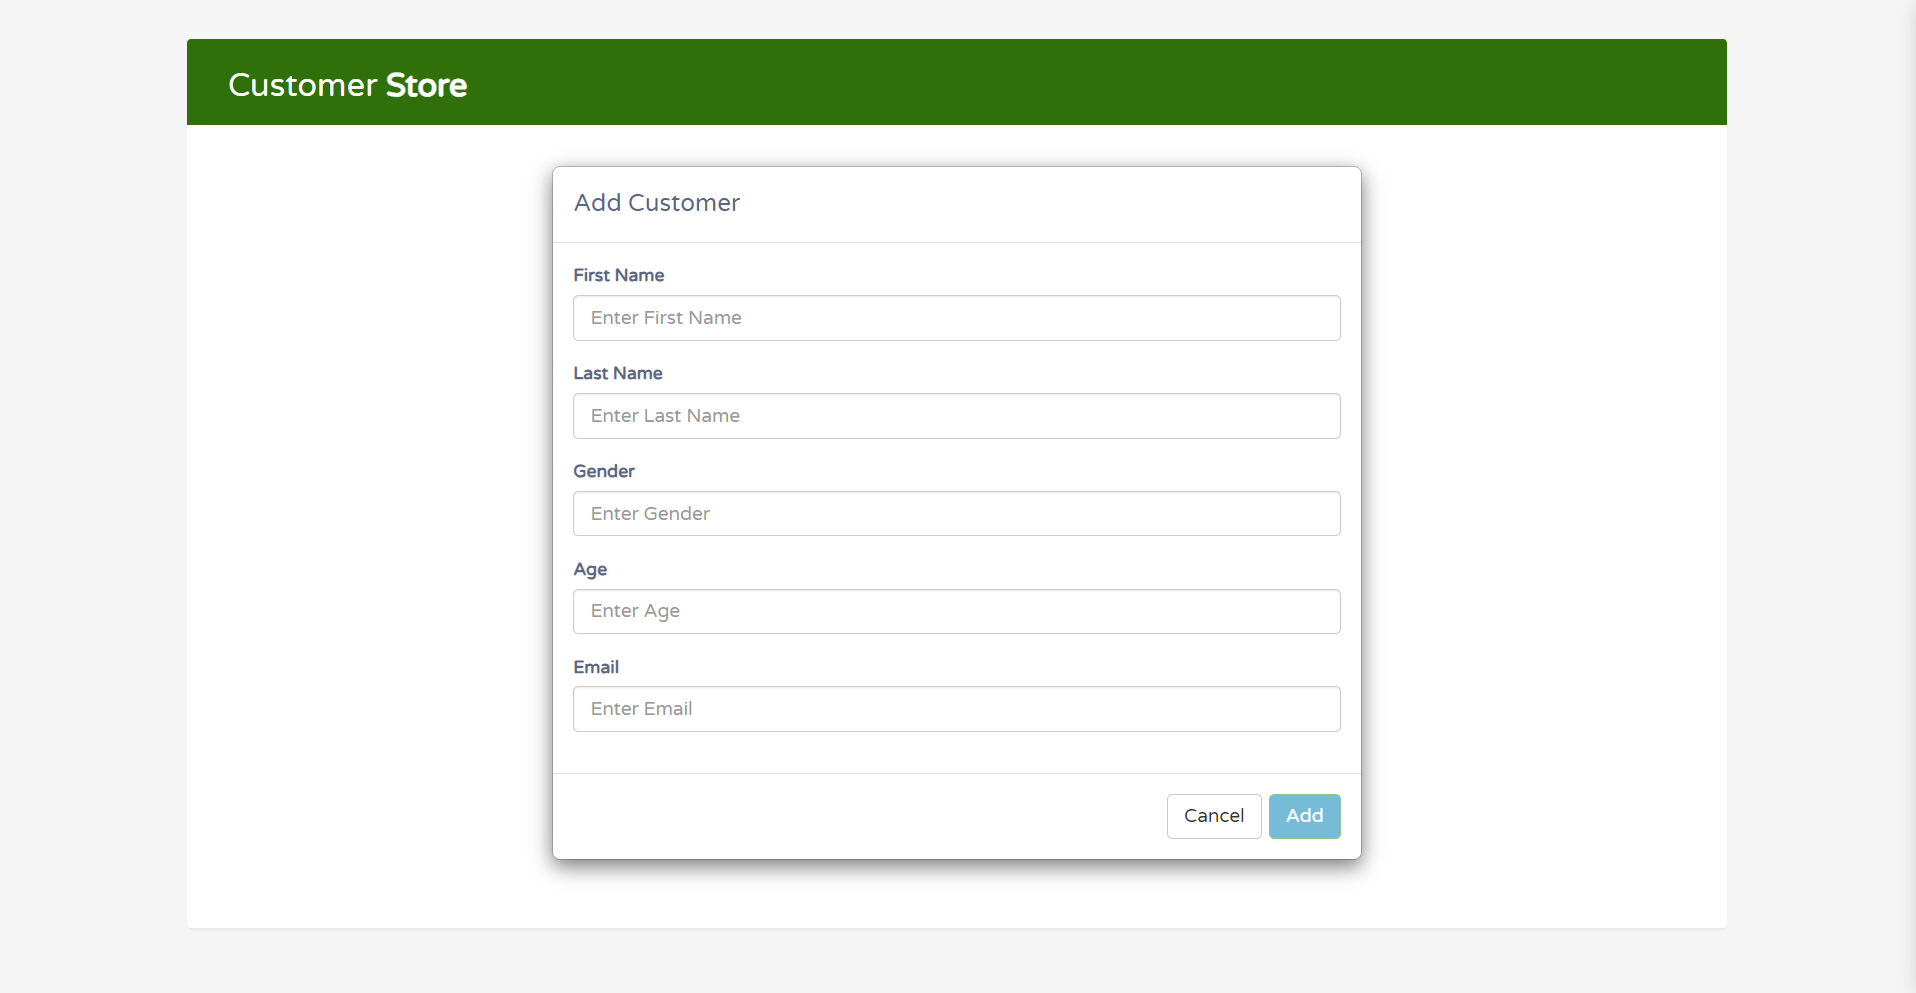 Customer Store
Add Customer
First Name
Enter First Name
Last Name
Enter Last Name
Gender
Enter Gender
Age
Enter Age
Email
Enter Email
Cancel Add